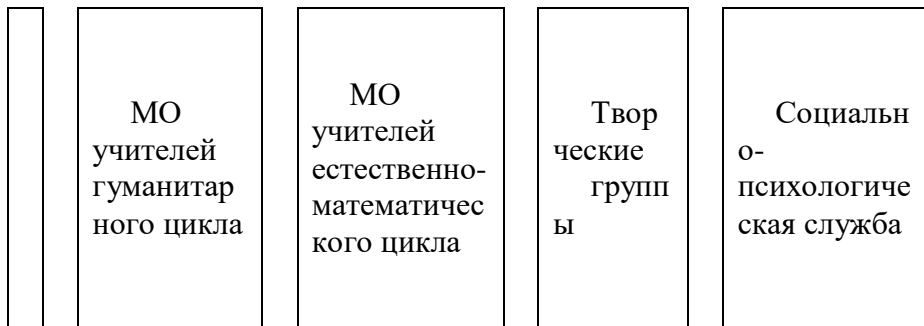 МО
учителей
гуманитар
ного цикла
МО
учителей
естественно-
математичес
кого цикла
Твор
ческие
групп
ы
Социальн
о-
психологиче
ская служба